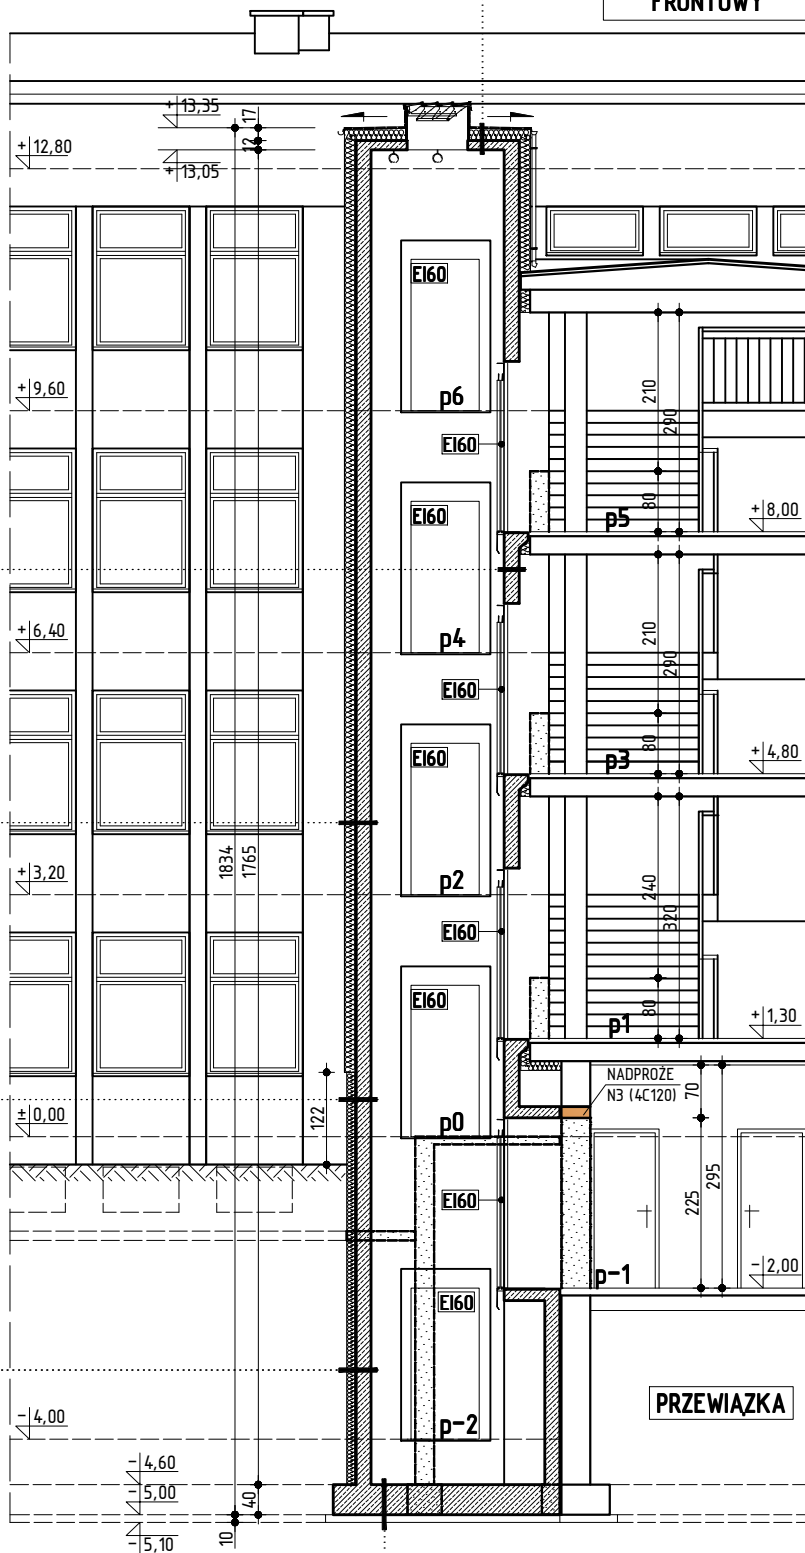 FRONTOWY
+ 13,35
17
+ 12,80
12
+ 13,05
EI60
p6
+ 9,60
210
290
EI60
EI60
80
p5
+ 8,00
p4
+ 6,40
210
290
EI60
EI60
80
p3
+ 4,80
1834
1765
p2
+ 3,20
240
320
EI60
EI60
80
p1
+ 1,30
NADPROŻE
N3 (4C120)
70
122
p0
± 0,00
EI60
225
295
p-1
- 2,00
EI60
p-2
PRZEWIĄZKA
- 4,00
- 4,60
- 5,00
40
- 5,10
10